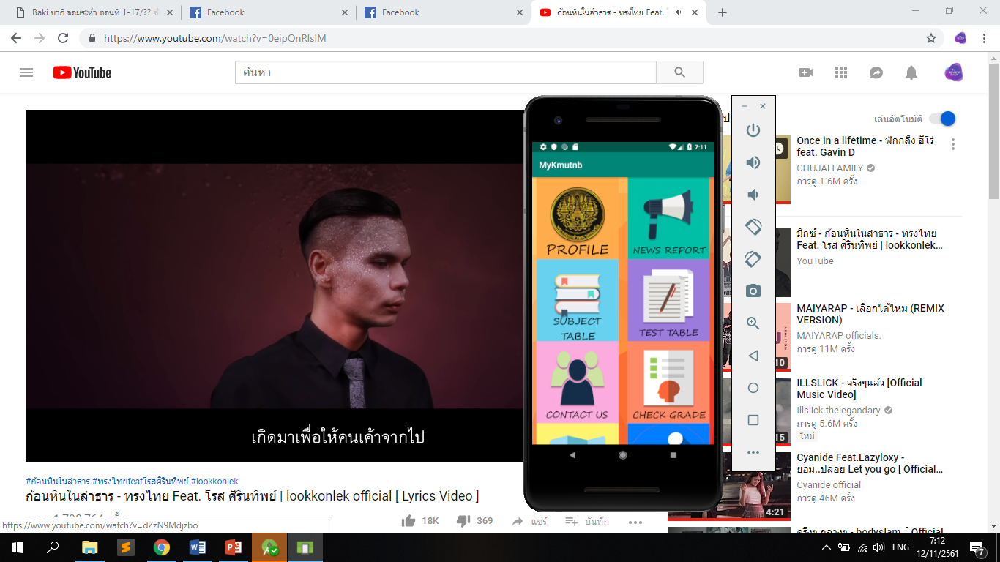 Baki บากิ จอมระห่ำ ตอนที่ 1-17/??
Facebook
Facebook
ก้อนหินในลำธาร - ทรงไทย Feat.
https://www.youtube.com/watch?v=0eipQnRIsIM
YouTube
ค้นหา
เล่นอัตโนมัติ
เกิดมาเพื่อให้คนเค้าจากไป
#ก้อนหินในลำธาร #ทรงไทยfeatโรสศิรินทิพย์ #lookkonlek
ก้อนหินในลำธาร - ทรงไทย Feat. โรส ศิรินทิพย์ | lookkonlek official [ Lyrics Video ]
18K
369
แชร์
บันทึก
https://www.youtube.com/watch?v=dZzN9Mdjzbo
7:11
MyKmutnb
PROFILE
NEWS REPORT
SUBJECT
TABLE
TEST TABLE
CONTACT US
CHECK GRADE
Once in a lifetime - ฟักกลิ้ง ฮีโร่
feat. Gavin D
CHUJAI FAMILY
การดู 1.6M ครั้ง
มิกซ์ - ก้อนหินในลำธาร - ทรงไทย
Feat. โรส ศิรินทิพย์ | lookkonlek...
YouTube
MAIYARAP - เลือกได้ไหม (REMIX
VERSION)
MAIYARAP officials.
การดู 11M ครั้ง
10
ILLSLICK - จริงๆแล้ว [Official
Music Video]
Illslick thelegandary
การดู 5.6M ครั้ง
ใหม่
15
Cyanide Feat.Lazyloxy -
ยอม..ปล่อย Let you go [ Official...
Cyanide official
การดู 46M ครั้ง
4:21
ENG
7:12
12/11/2561
7